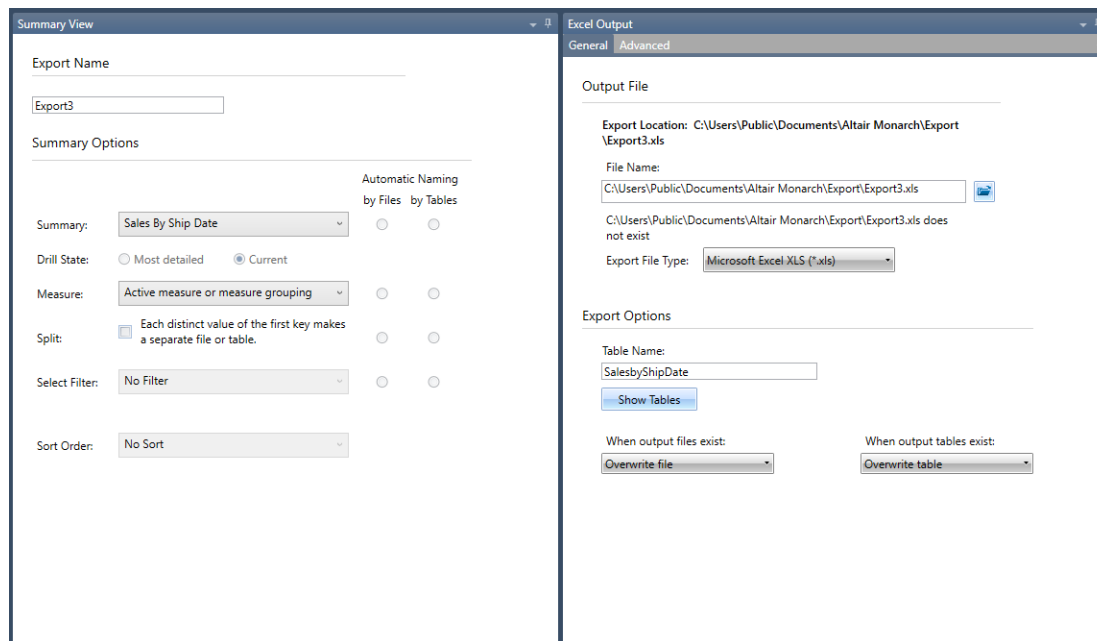 Summary View
Export Name
Export3
Summary Options
Automatic Naming
by Files by Tables
Summary: Sales By Ship Date
Drill State: Most detailed Current
Measure: Active measure or measure grouping
Split: Each distinct value of the first key makes
a separate file or table.
Select Filter: No Filter
Sort Order: No Sort
Excel Output
General Advanced
Output File
Export Location: C:\Users\Public\Documents\Altair Monarch\Export
\Export3.xls
File Name:
C:\Users\Public\Documents\Altair Monarch\Export\Export3.xls
C:\Users\Public\Documents\Altair Monarch\Export\Export3.xls does
not exist
Export File Type: Microsoft Excel XLS (*.xls)
Export Options
Table Name:
SalesbyShipDate
Show Tables
When output files exist: When output tables exist:
Overwrite file Overwrite table